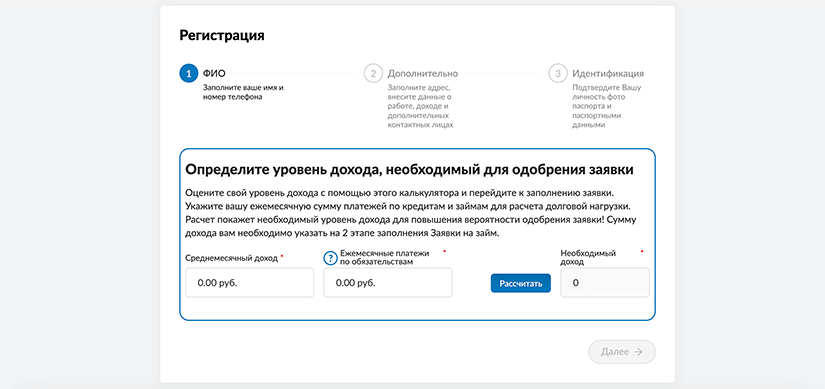 Регистрация
1 ФИО
Заполните ваше имя и
номер телефона
2 Дополнительно
Заполните адрес,
внесите данные о
работе, доходе и
дополнительных
контактных лицах
3 Идентификация
Подтвердите Вашу
личность фото
паспорта и
паспортными
данными
Определите уровень дохода, необходимый для одобрения заявки
Оцените свой уровень дохода с помощью этого калькулятора и перейдите к заполнению заявки.
Укажите вашу ежемесячную сумму платежей по кредитам и займам для расчета долговой нагрузки.
Расчет покажет необходимый уровень дохода для повышения вероятности одобрения заявки! Сумму
дохода вам необходимо указать на 2 этапе заполнения Заявки на займ.
Среднемесячный доход *
0.00 руб.
? Ежемесячные платежи *
по обязательствам
0.00 руб.
Рассчитать
Необходимый *
доход
0
Далее →